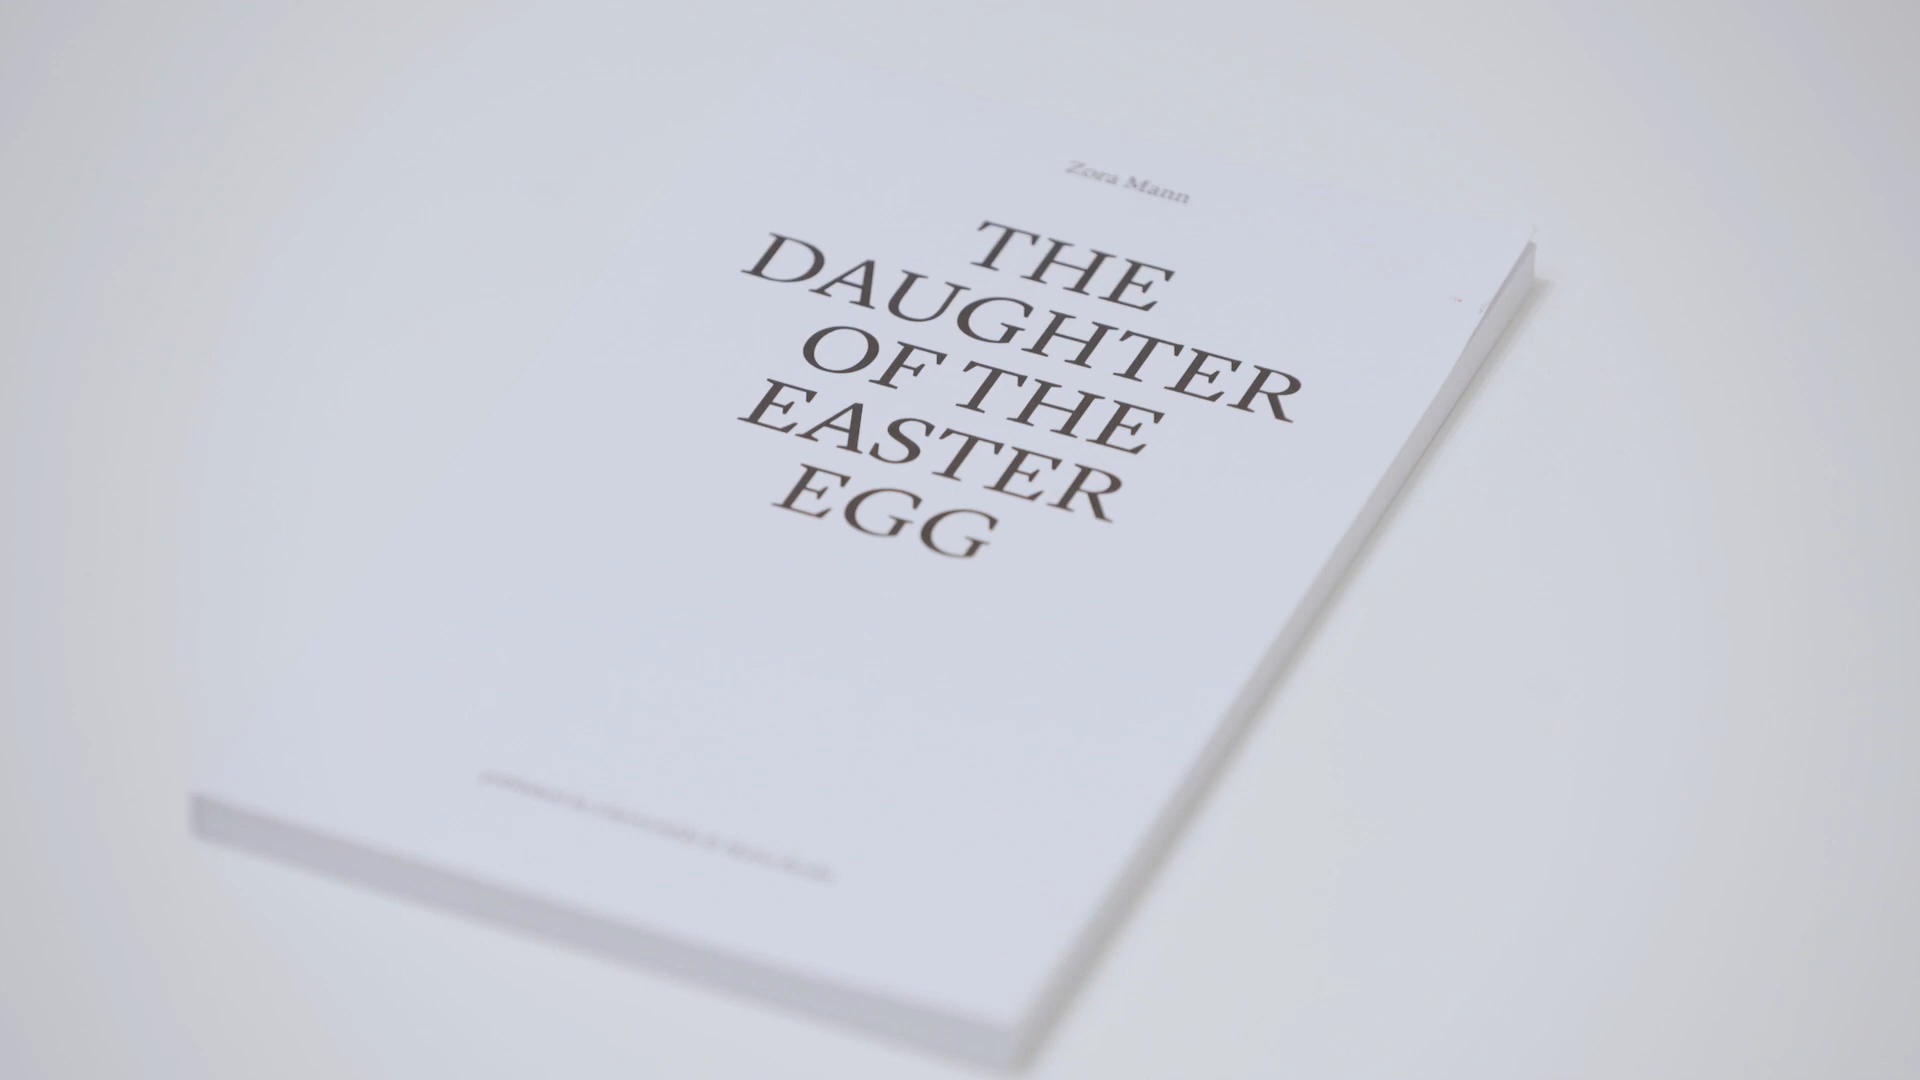 Zora Mann
THE
DAUGHTER
OF THE
EASTER
EGG